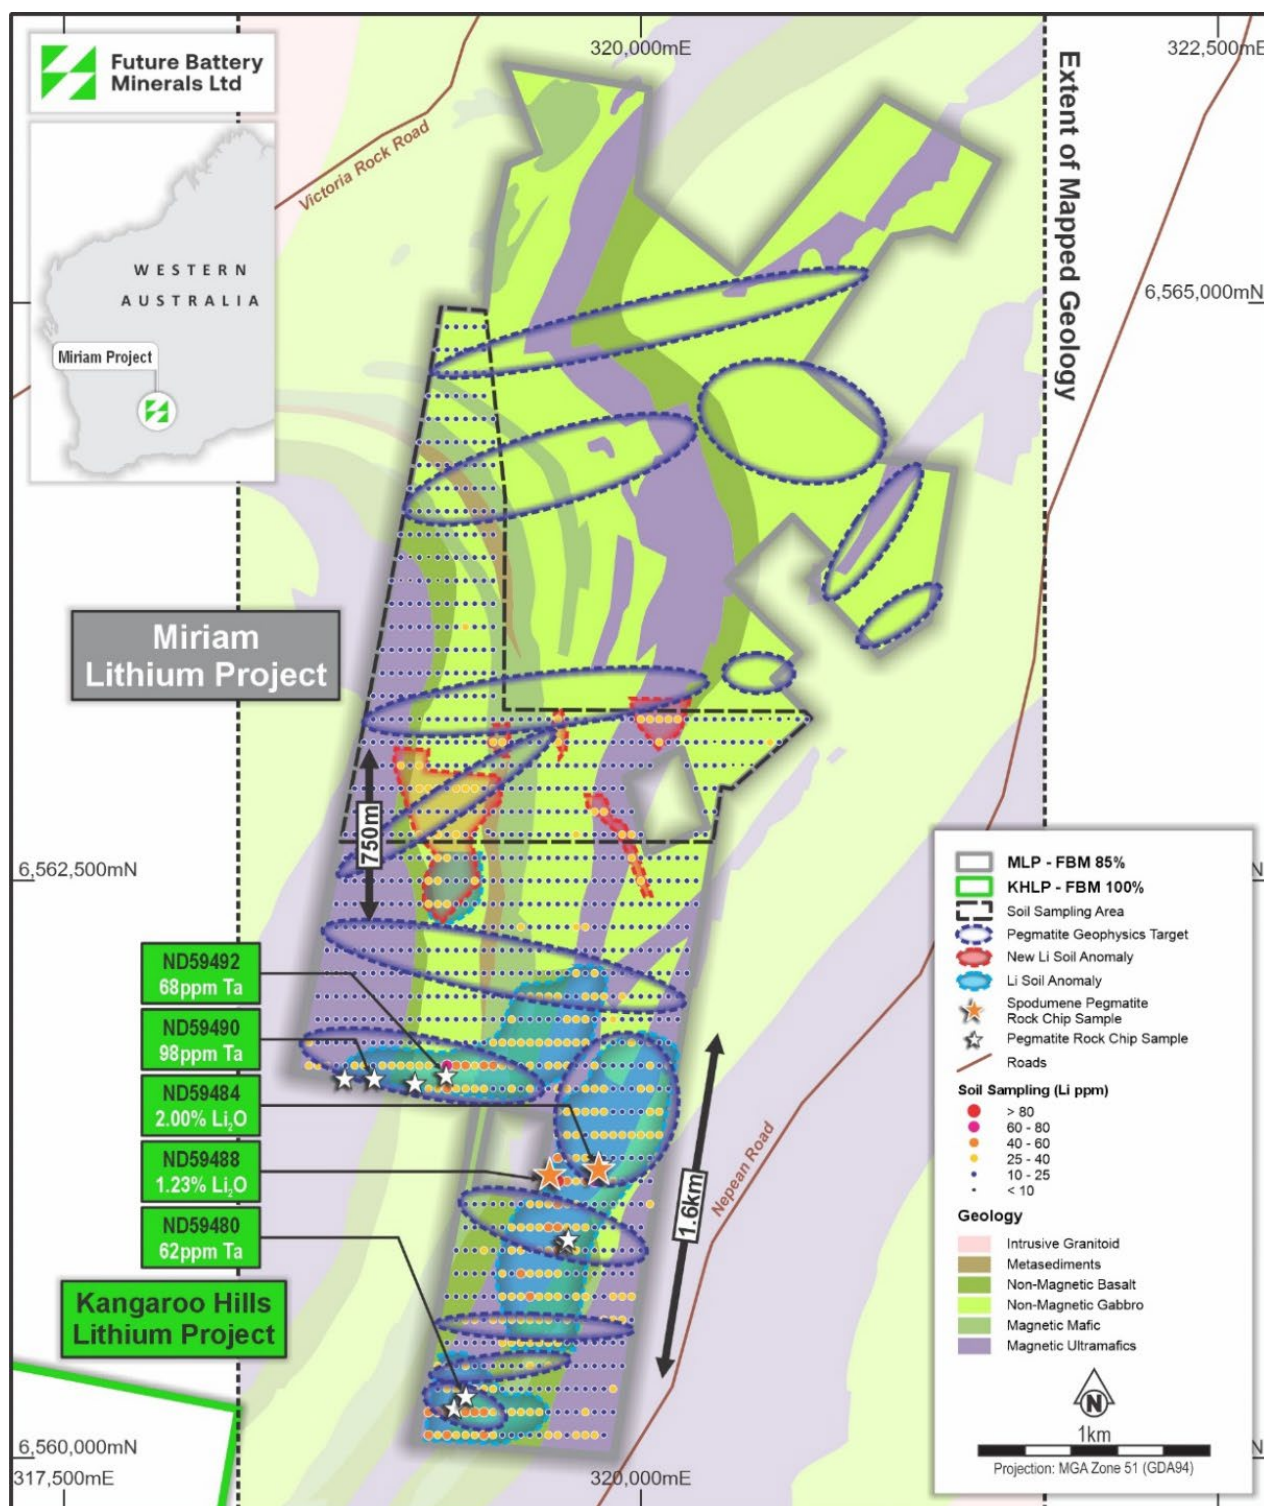 320,000mE
322,500mE
Future Battery
Minerals Ltd
Victoria Rock Road
Extent of Mapped Geology
WESTERN
AUSTRALIA
Miriam Project
6,565,000mN
Miriam
Lithium Project
750m
6,562,500mN
ND59492
68ppm Ta
ND59490
98ppm Ta
ND59484
2.00% Li₂O
ND59488
1.23% Li₂O
ND59480
62ppm Ta
Kangaroo Hills
Lithium Project
1.6km
Nepean Road
MLP - FBM 85%
KHLP - FBM 100%
Soil Sampling Area
Pegmatite Geophysics Target
New Li Soil Anomaly
Li Soil Anomaly
Spodumene Pegmatite
Rock Chip Sample
Pegmatite Rock Chip Sample
Roads
Soil Sampling (Li ppm)
> 80
60 - 80
40 - 60
25 - 40
10 - 25
< 10
Geology
Intrusive Granitoid
Metasediments
Non-Magnetic Basalt
Non-Magnetic Gabbro
Magnetic Mafic
Magnetic Ultramafics
N
1km
Projection: MGA Zone 51 (GDA94)
6,560,000mN
317,500mE
320,000mE